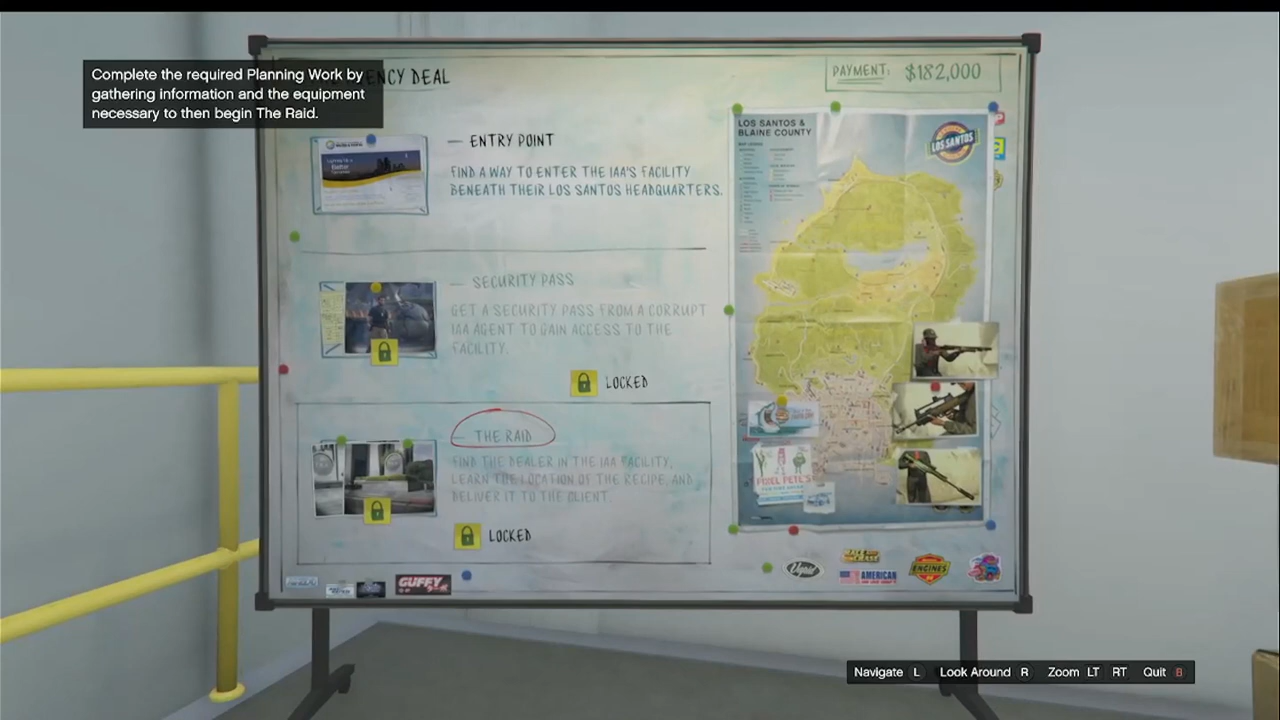 Complete the required Planning Work by
gathering information and the equipment
necessary to then begin The Raid.
ENCY DEAL
PAYMENT: $182,000
— ENTRY POINT
FIND A WAY TO ENTER THE IAA'S FACILITY
BENEATH THEIR LOS SANTOS HEADQUARTERS.
— SECURITY PASS
GET A SECURITY PASS FROM A CORRUPT
IAA AGENT TO GAIN ACCESS TO THE
FACILITY.
LOCKED
— THE RAID
FIND THE DEALER IN THE IAA FACILITY,
LEARN THE LOCATION OF THE RECIPE, AND
DELIVER IT TO THE CLIENT.
LOCKED
LOS SANTOS &
BLAINE COUNTY
LOS SANTOS
PIXEL PETE'S
GUFFY
Vapid
AMERICAN
ENGINES
Navigate L Look Around R Zoom LT RT Quit B